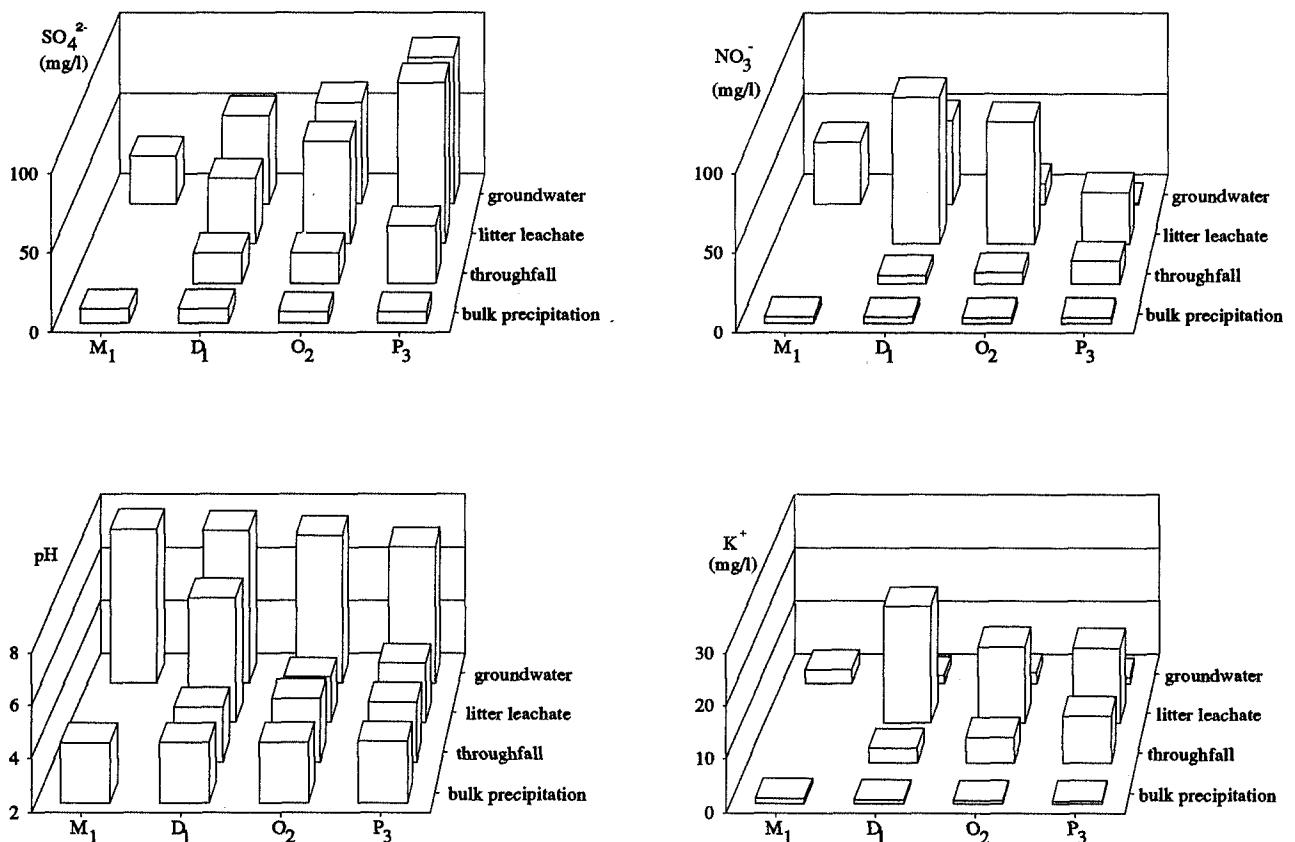 SO₄²⁻
(mg/l)
100
50
0
groundwater
litter leachate
throughfall
bulk precipitation
M₁ D₁ O₂ P₃
NO₃⁻
(mg/l)
100
50
0
groundwater
litter leachate
throughfall
bulk precipitation
M₁ D₁ O₂ P₃
pH
8
6
4
2
groundwater
litter leachate
throughfall
bulk precipitation
M₁ D₁ O₂ P₃
K⁺
(mg/l)
30
20
10
0
groundwater
litter leachate
throughfall
bulk precipitation
M₁ D₁ O₂ P₃